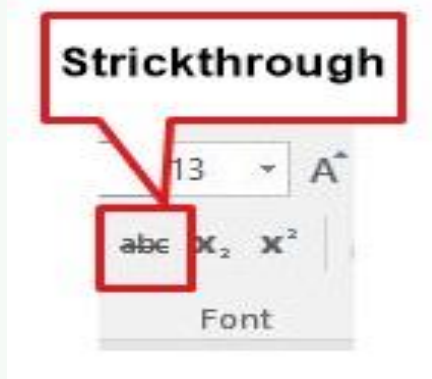 Strickthrough
13 A
abc x₂ x²
Font